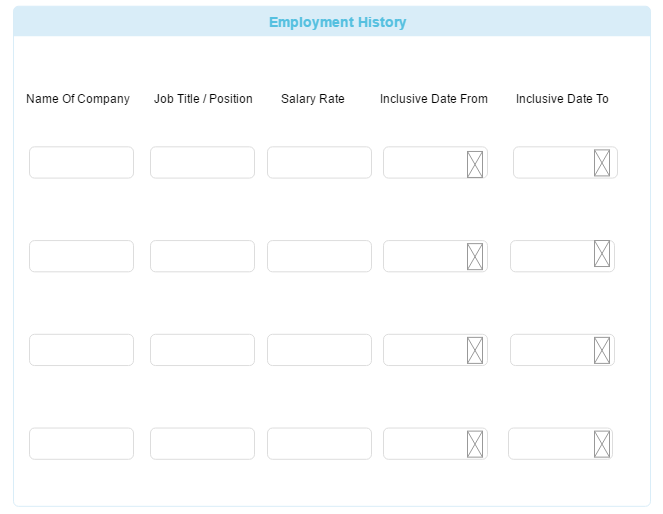 Employment History
Name Of Company Job Title / Position Salary Rate Inclusive Date From Inclusive Date To